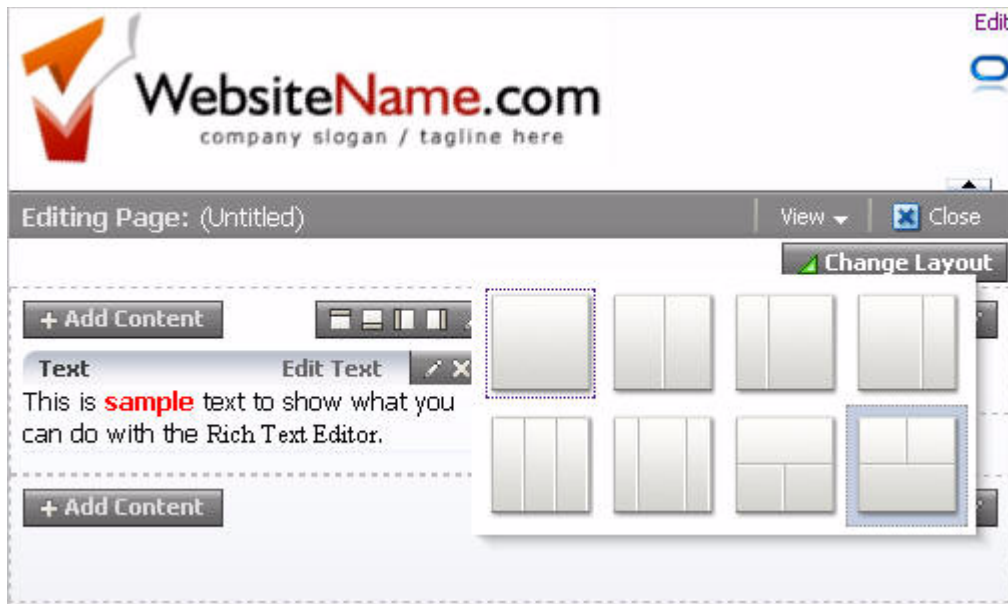 Edit
WebsiteName.com
company slogan / tagline here
Editing Page: (Untitled)
View
Close
Change Layout
+ Add Content
Text
Edit Text
This is sample text to show what you
can do with the Rich Text Editor.
+ Add Content